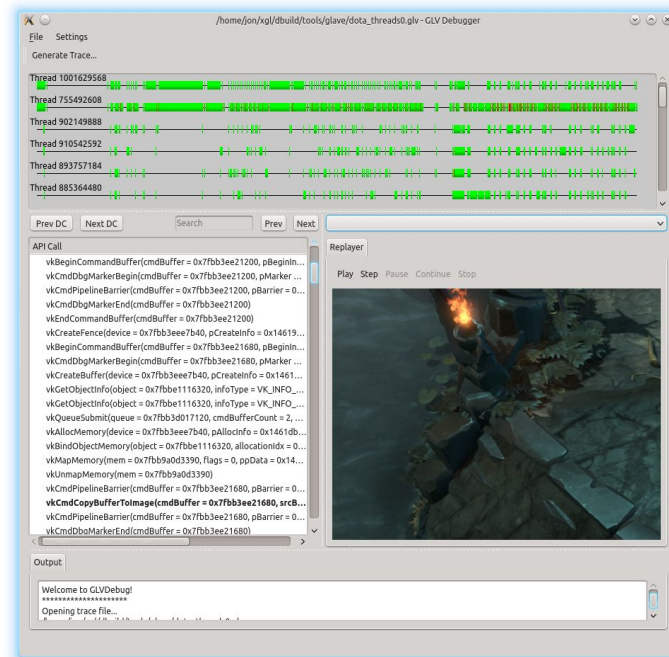 /home/jon/xgl/dbuild/tools/glave/dota_threads0.glv - GLV Debugger
File Settings
Generate Trace...
Thread 1001629568
Thread 755492608
Thread 902149888
Thread 910542592
Thread 893757184
Thread 885364480
Prev DC Next DC Search Prev Next
API Call
vkBeginCommandBuffer(cmdBuffer = 0x7fbb3ee21200, pBeginIn...
vkCmdDbgMarkerBegin(cmdBuffer = 0x7fbb3ee21200, pMarker ...
vkCmdPipelineBarrier(cmdBuffer = 0x7fbb3ee21200, pBarrier = 0...
vkCmdDbgMarkerEnd(cmdBuffer = 0x7fbb3ee21200)
vkEndCommandBuffer(cmdBuffer = 0x7fbb3ee21200)
vkCreateFence(device = 0x7fbb3eee7b40, pCreateInfo = 0x14619...
vkBeginCommandBuffer(cmdBuffer = 0x7fbb3ee21680, pBeginIn...
vkCmdDbgMarkerBegin(cmdBuffer = 0x7fbb3ee21680, pMarker ...
vkCreateBuffer(device = 0x7fbb3eee7b40, pCreateInfo = 0x1461...
vkGetObjectInfo(object = 0x7fbbe1116320, infoType = VK_INFO_...
vkGetObjectInfo(object = 0x7fbbe1116320, infoType = VK_INFO_...
vkQueueSubmit(queue = 0x7fbb3d017120, cmdBufferCount = 2, ...
vkAllocMemory(device = 0x7fbb3eee7b40, pAllocInfo = 0x1461db...
vkBindObjectMemory(object = 0x7fbbe1116320, allocationIdx = 0...
vkMapMemory(mem = 0x7fbb9a0d3390, flags = 0, ppData = 0x14...
vkUnmapMemory(mem = 0x7fbb9a0d3390)
vkCmdPipelineBarrier(cmdBuffer = 0x7fbb3ee21680, pBarrier = 0...
vkCmdCopyBufferToImage(cmdBuffer = 0x7fbb3ee21680, srcB...
vkCmdPipelineBarrier(cmdBuffer = 0x7fbb3ee21680, pBarrier = 0...
vkCmdDbgMarkerEnd(cmdBuffer = 0x7fbb3ee21680)
Replayer
Play Step Pause Continue Stop
Output
Welcome to GLVDebug!
********************
Opening trace file...